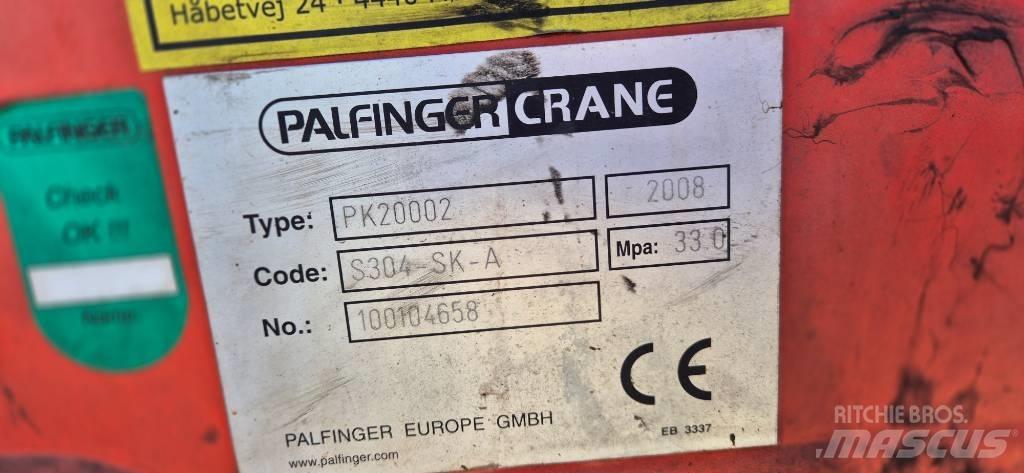 Håbetvej 24
PALFINGER
Check
OK !!!
PALFINGER CRANE
Type: PK20002 2008
Code: S304-SK-A Mpa: 33.0
No.: 100104658
CE
PALFINGER EUROPE GMBH
www.palfinger.com
EB 3337
RITCHIE BROS.
MASCUS